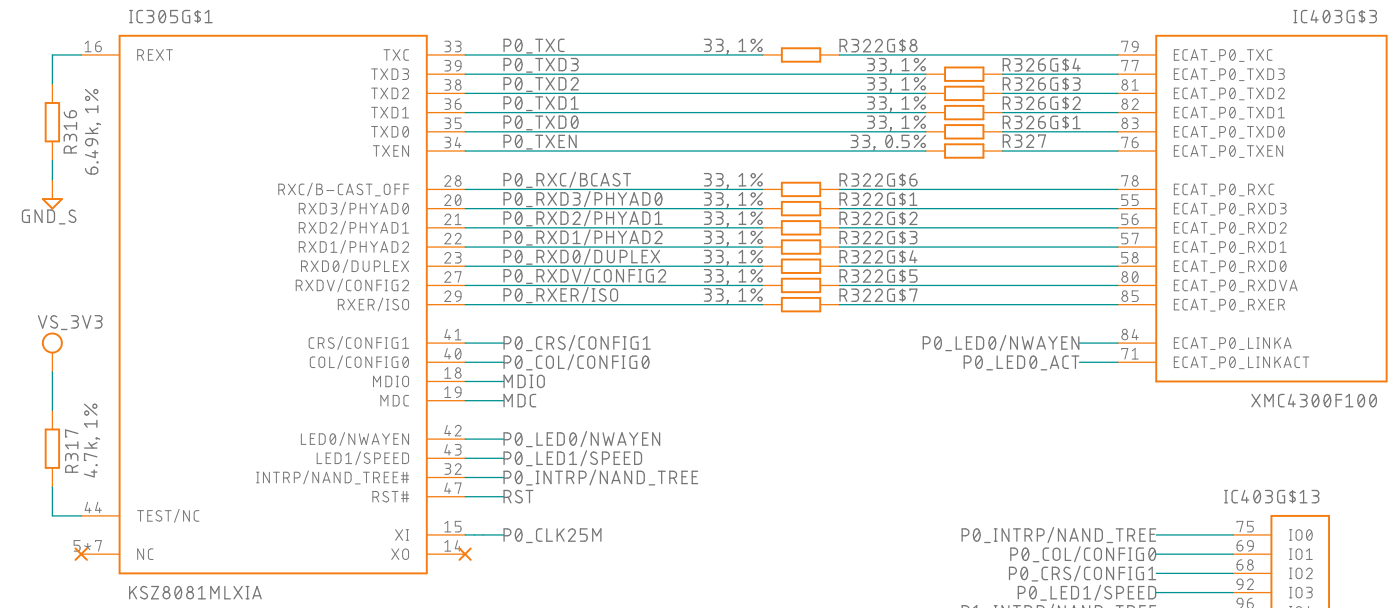 IC305G$1 IC403G$3
16 REXT TXC 33 P0_TXC 33, 1% R322G$8 79 ECAT_P0_TXC
TXD3 39 P0_TXD3 33, 1% R326G$4 77 ECAT_P0_TXD3
TXD2 38 P0_TXD2 33, 1% R326G$3 81 ECAT_P0_TXD2
TXD1 36 P0_TXD1 33, 1% R326G$2 82 ECAT_P0_TXD1
TXD0 35 P0_TXD0 33, 1% R326G$1 83 ECAT_P0_TXD0
TXEN 34 P0_TXEN 33, 0.5% R327 76 ECAT_P0_TXEN
R316
6.49k, 1%
GND_S
RXC/B-CAST_OFF 28 P0_RXC/BCAST 33, 1% R322G$6 78 ECAT_P0_RXC
RXD3/PHYAD0 20 P0_RXD3/PHYAD0 33, 1% R322G$1 55 ECAT_P0_RXD3
RXD2/PHYAD1 21 P0_RXD2/PHYAD1 33, 1% R322G$2 56 ECAT_P0_RXD2
RXD1/PHYAD2 22 P0_RXD1/PHYAD2 33, 1% R322G$3 57 ECAT_P0_RXD1
RXD0/DUPLEX 23 P0_RXD0/DUPLEX 33, 1% R322G$4 58 ECAT_P0_RXD0
RXDV/CONFIG2 27 P0_RXDV/CONFIG2 33, 1% R322G$5 80 ECAT_P0_RXDVA
RXER/ISO 29 P0_RXER/ISO 33, 1% R322G$7 85 ECAT_P0_RXER
VS_3V3
CRS/CONFIG1 41 P0_CRS/CONFIG1 P0_LED0/NWAYEN 84 ECAT_P0_LINKA
COL/CONFIG0 40 P0_COL/CONFIG0 P0_LED0_ACT 71 ECAT_P0_LINKACT
MDIO 18 MDIO
MDC 19 MDC
XMC4300F100
R317
4.7k, 1%
LED0/NWAYEN 42 P0_LED0/NWAYEN
LED1/SPEED 43 P0_LED1/SPEED
INTRP/NAND_TREE# 32 P0_INTRP/NAND_TREE
RST# 47 RST
IC403G$13
44 TEST/NC
XI 15 P0_CLK25M P0_INTRP/NAND_TREE 75 IO0
5*7 NC XO 14 P0_COL/CONFIG0 69 IO1
P0_CRS/CONFIG1 68 IO2
KSZ8081MLXIA P0_LED1/SPEED 92 IO3
96